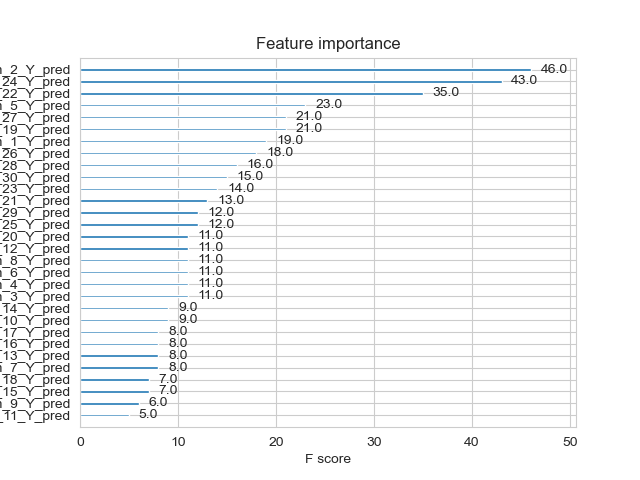 Feature importance
_2_Y_pred 46.0
24_Y_pred 43.0
22_Y_pred 35.0
_5_Y_pred 23.0
27_Y_pred 21.0
19_Y_pred 21.0
_1_Y_pred 19.0
26_Y_pred 18.0
28_Y_pred 16.0
30_Y_pred 15.0
23_Y_pred 14.0
21_Y_pred 13.0
29_Y_pred 12.0
25_Y_pred 12.0
20_Y_pred 11.0
12_Y_pred 11.0
_8_Y_pred 11.0
_6_Y_pred 11.0
_4_Y_pred 11.0
_3_Y_pred 11.0
14_Y_pred 9.0
10_Y_pred 9.0
17_Y_pred 8.0
16_Y_pred 8.0
13_Y_pred 8.0
_7_Y_pred 8.0
18_Y_pred 7.0
15_Y_pred 7.0
_9_Y_pred 6.0
_11_Y_pred 5.0
0 10 20 30 40 50
F score